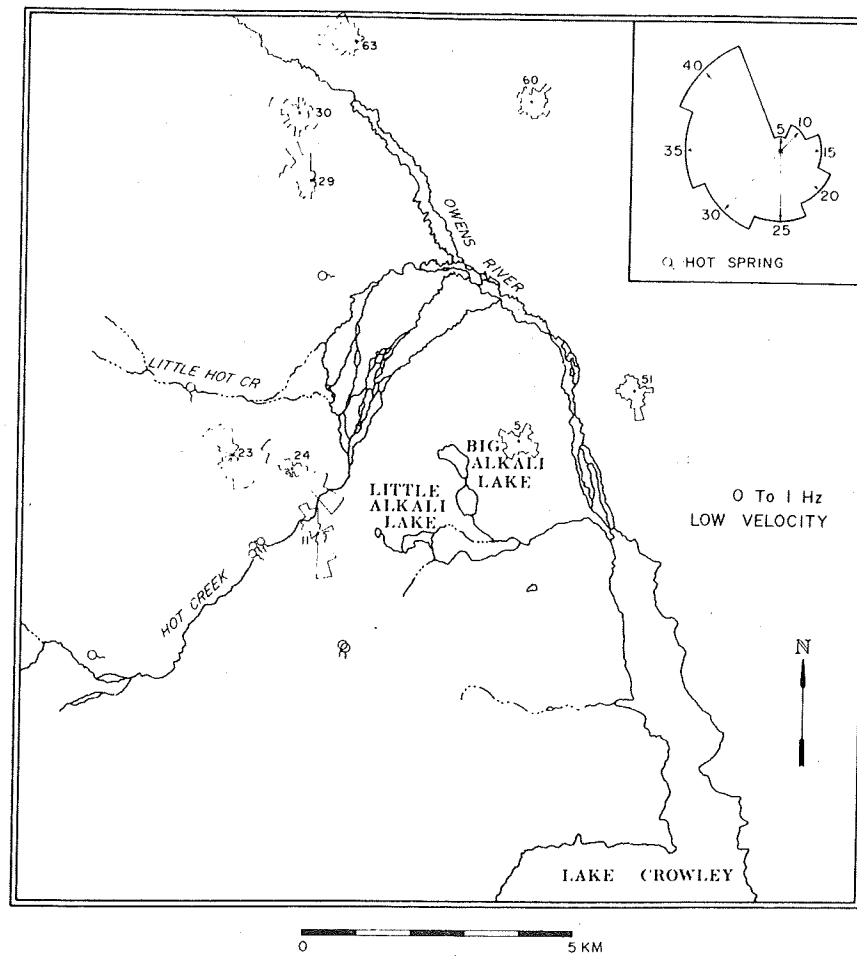 63
60
30
29
40
5
10
35
15
20
30
25
HOT SPRING
OWENS
RIVER
LITTLE HOT CR
51
5
23
24
BIG
ALKALI
LAKE
LITTLE
ALKALI
LAKE
11
0 To 1 Hz
LOW VELOCITY
HOT CREEK
N
LAKE CROWLEY
0
5 KM